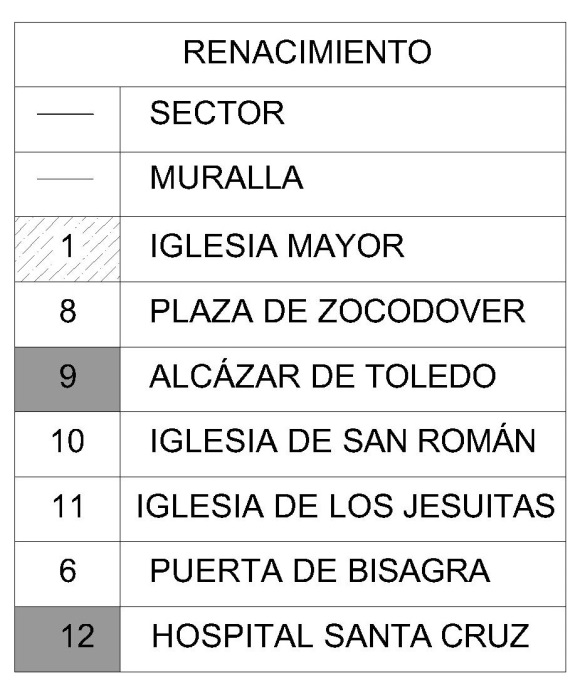 RENACIMIENTO
SECTOR
MURALLA
1 IGLESIA MAYOR
8 PLAZA DE ZOCODOVER
9 ALCÁZAR DE TOLEDO
10 IGLESIA DE SAN ROMÁN
11 IGLESIA DE LOS JESUITAS
6 PUERTA DE BISAGRA
12 HOSPITAL SANTA CRUZ